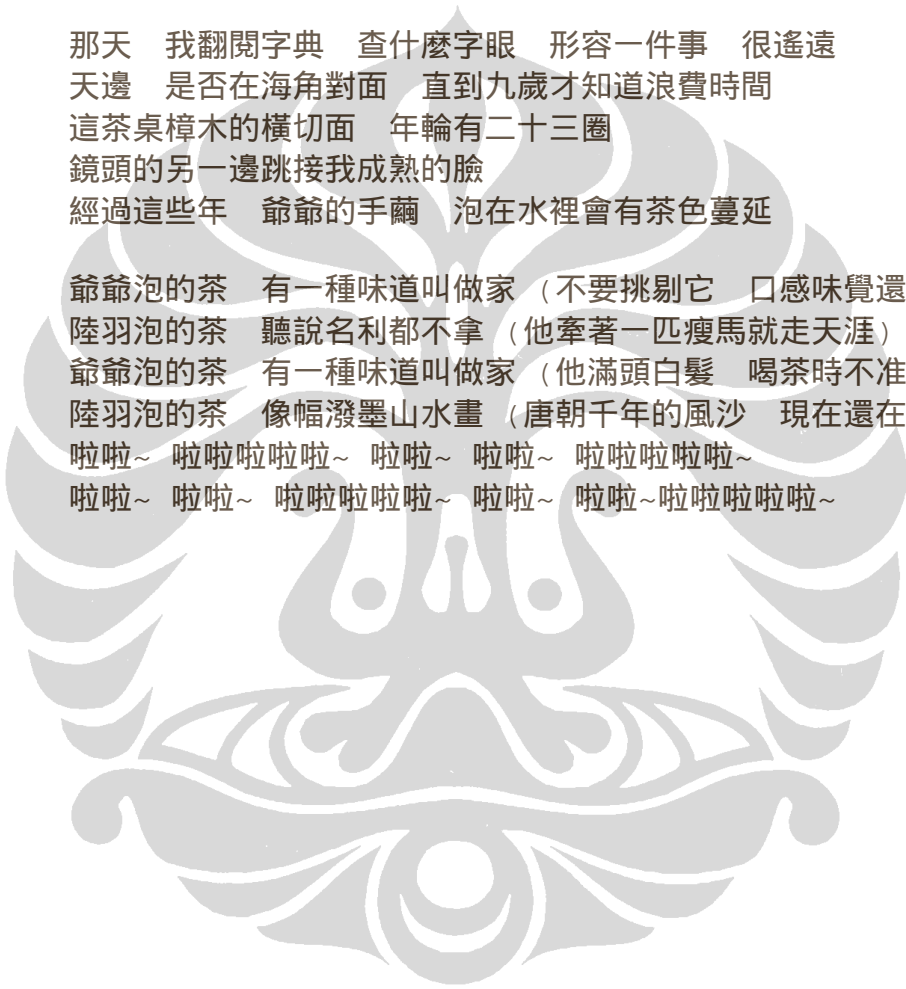 那天　我翻閱字典　查什麼字眼　形容一件事　很遙遠
天邊　是否在海角對面　直到九歲才知道浪費時間
這茶桌樟木的橫切面　年輪有二十三圈
鏡頭的另一邊跳接我成熟的臉
經過這些年　爺爺的手繭　泡在水裡會有茶色蔓延
爺爺泡的茶　有一種味道叫做家（不要挑剔它　口感味覺還
陸羽泡的茶　聽說名利都不拿（他牽著一匹瘦馬就走天涯）
爺爺泡的茶　有一種味道叫做家（他滿頭白髮　喝茶時不准
陸羽泡的茶　像幅潑墨山水畫（唐朝千年的風沙　現在還在
啦啦~ 啦啦啦啦啦~ 啦啦~ 啦啦~ 啦啦啦啦啦~
啦啦~ 啦啦~ 啦啦啦啦啦~ 啦啦~ 啦啦~啦啦啦啦啦~